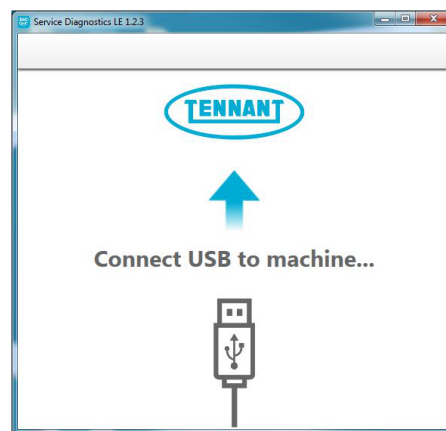 Service Diagnostics LE 1.2.3
TENNANT
Connect USB to machine...